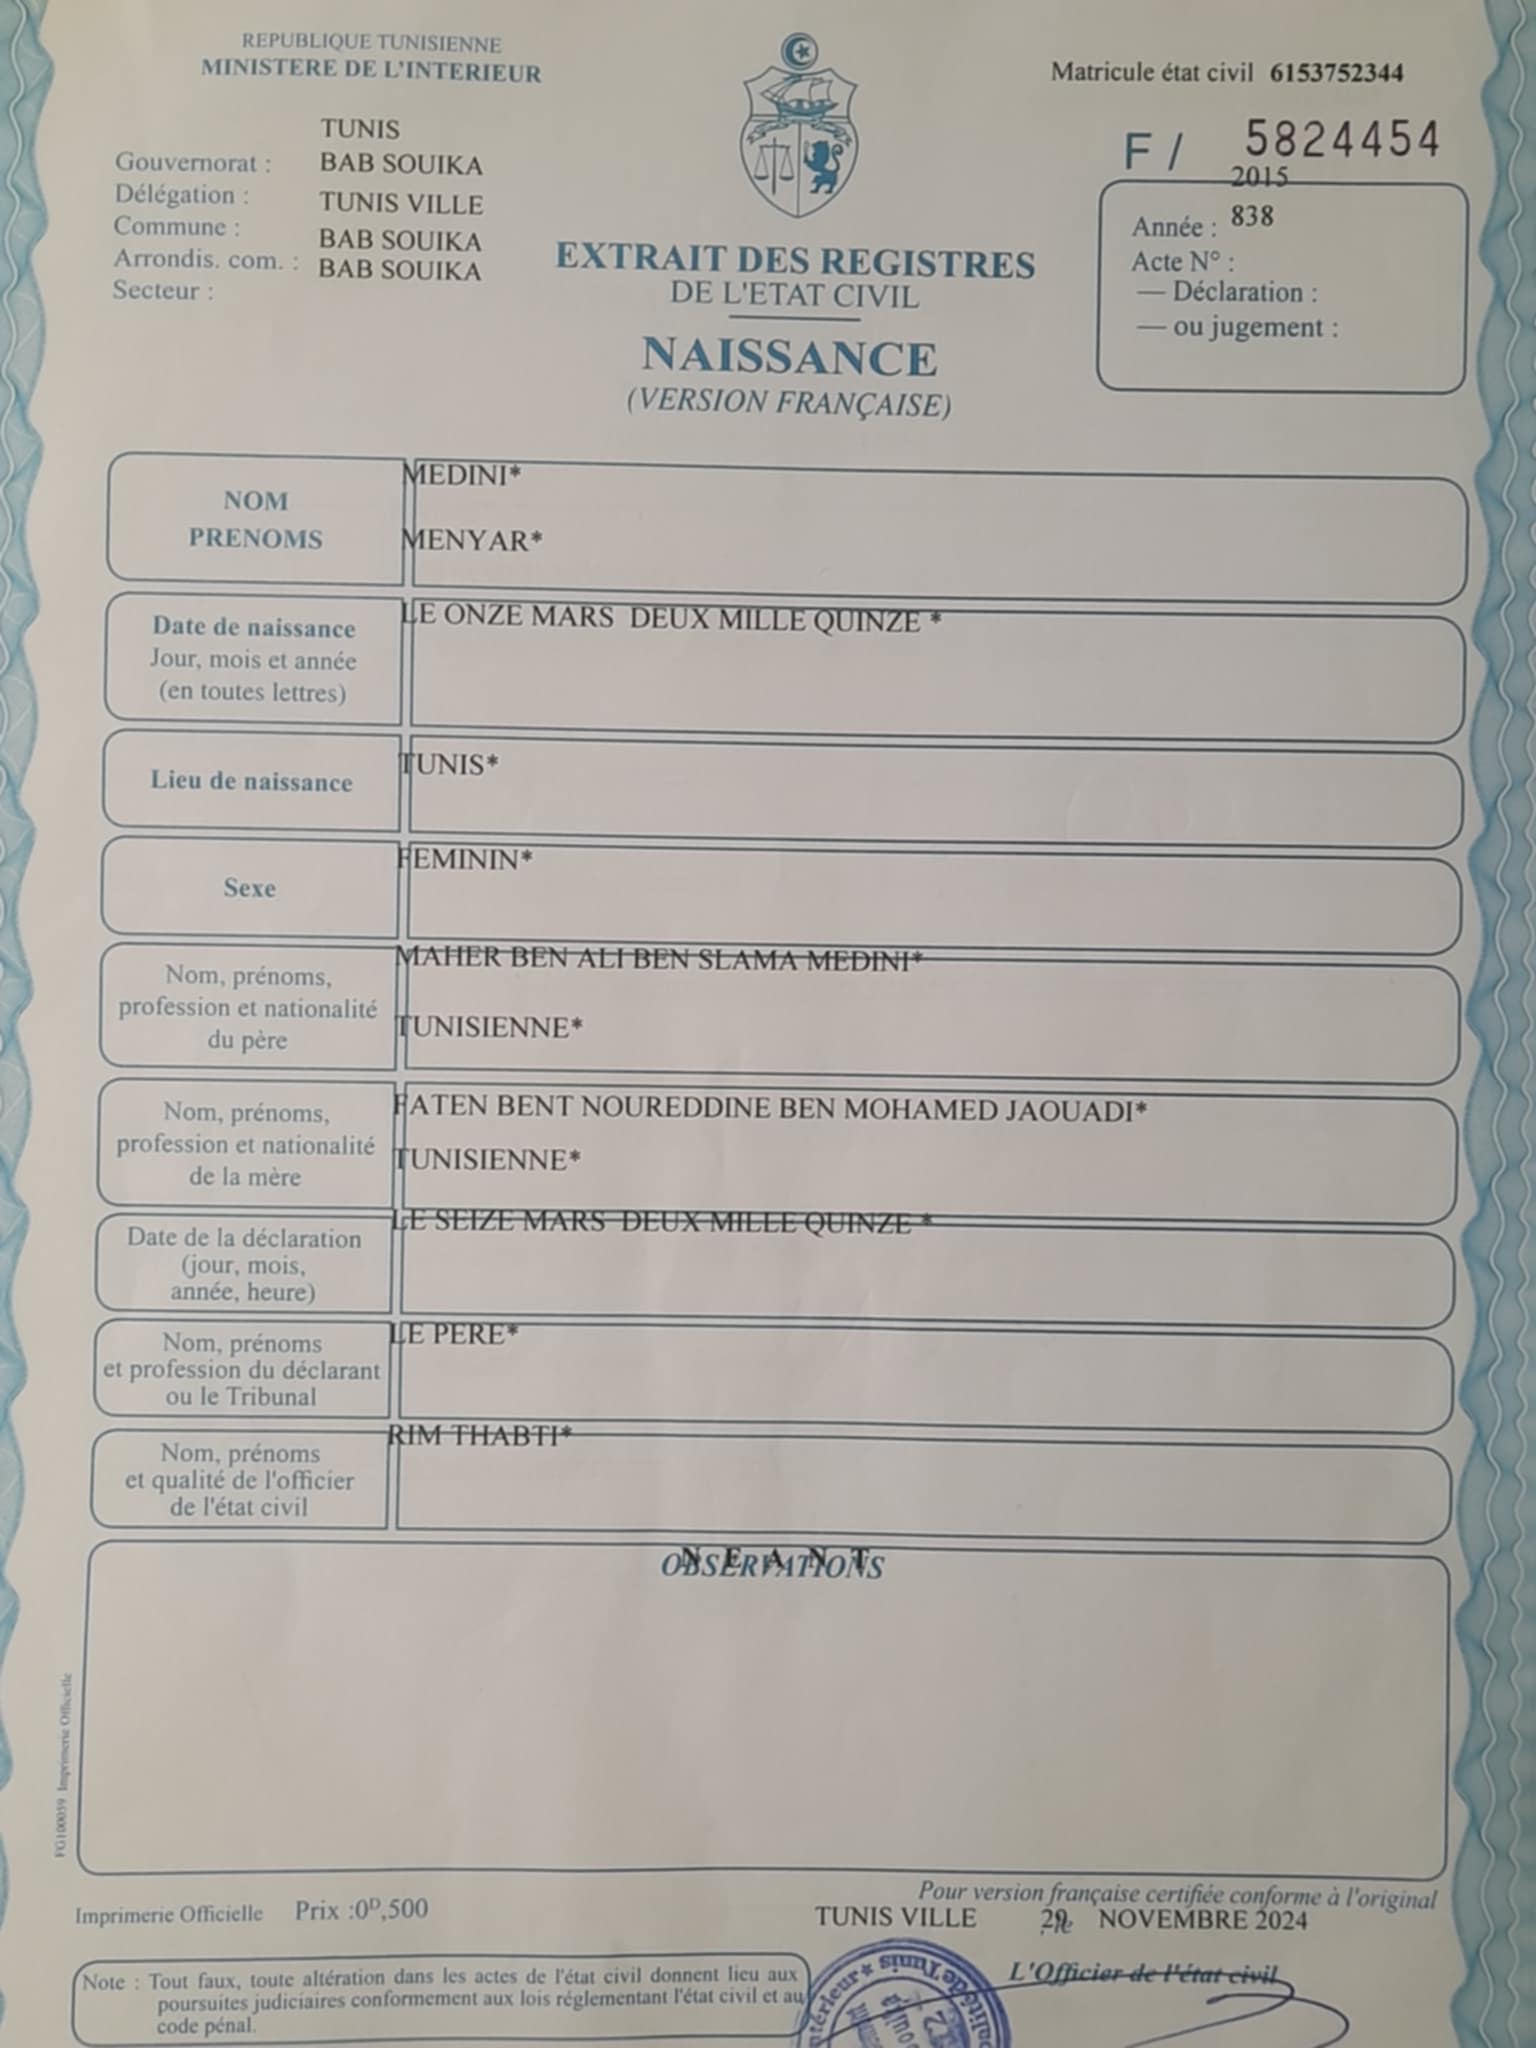 REPUBLIQUE TUNISIENNE
MINISTERE DE L'INTERIEUR
Matricule état civil 6153752344
F / 5824454
TUNIS
Gouvernorat : BAB SOUIKA
Délégation : TUNIS VILLE
Commune : BAB SOUIKA
Arrondis. com. : BAB SOUIKA
Secteur :
2015
Année : 838
Acte N° :
— Déclaration :
— ou jugement :
EXTRAIT DES REGISTRES
DE L'ETAT CIVIL
NAISSANCE
(VERSION FRANÇAISE)
NOM
PRENOMS
MEDINI*
MENYAR*
Date de naissance
Jour, mois et année
(en toutes lettres)
LE ONZE MARS DEUX MILLE QUINZE *
Lieu de naissance
TUNIS*
Sexe
FEMININ*
Nom, prénoms,
profession et nationalité
du père
MAHER BEN ALI BEN SLAMA MEDINI*
TUNISIENNE*
Nom, prénoms,
profession et nationalité
de la mère
FATEN BENT NOUREDDINE BEN MOHAMED JAOUADI*
TUNISIENNE*
Date de la déclaration
(jour, mois,
année, heure)
LE SEIZE MARS DEUX MILLE QUINZE *
Nom, prénoms
et profession du déclarant
ou le Tribunal
LE PERE*
Nom, prénoms
et qualité de l'officier
de l'état civil
RIM THABTI*
OBSERVATIONS
N E A N T
FG100059 Imprimerie Officielle
Imprimerie Officielle Prix :0ᴰ,500
Pour version française certifiée conforme à l'original
TUNIS VILLE ,le 29 NOVEMBRE 2024
L'Officier de l'état civil
Note : Tout faux, toute altération dans les actes de l'état civil donnent lieu aux
poursuites judiciaires conformement aux lois réglementant l'état civil et au
code pénal.